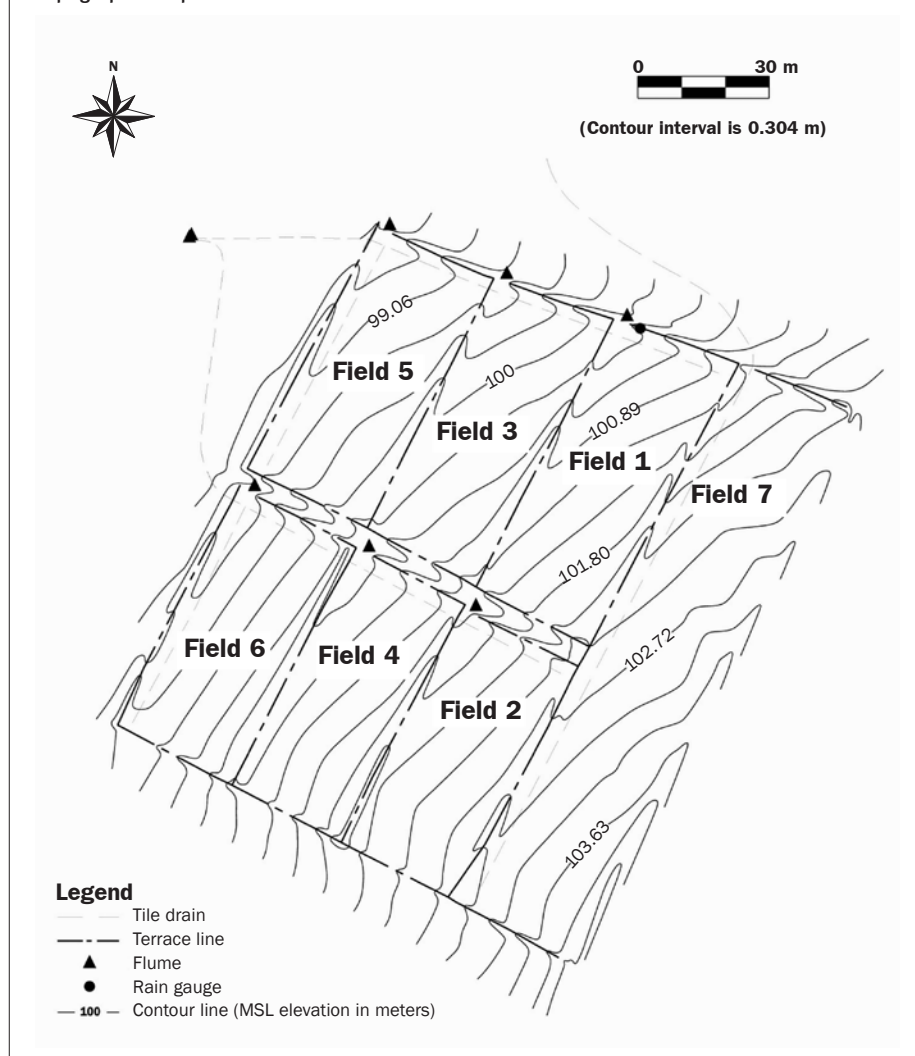 N
0 30 m
(Contour interval is 0.304 m)
99.06
Field 5
100
Field 3
100.89
Field 1
Field 7
101.80
102.72
Field 6
Field 4
Field 2
103.63
Legend
Tile drain
Terrace line
Flume
Rain gauge
100 Contour line (MSL elevation in meters)